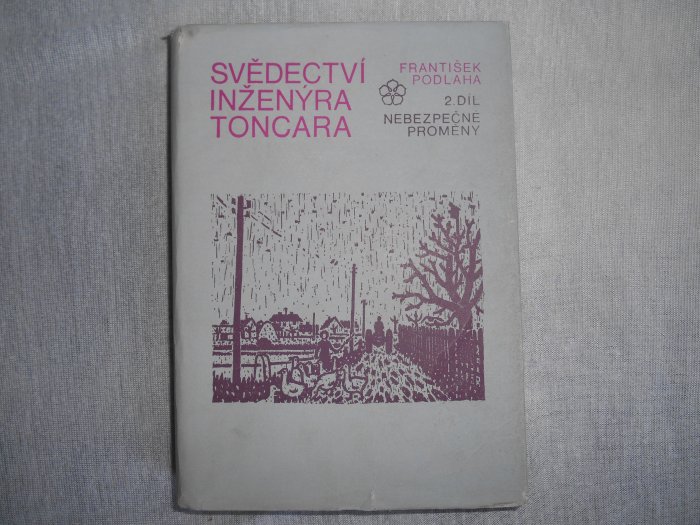 SVĚDECTVÍ
INŽENÝRA
TONCARA
FRANTIŠEK
PODLAHA
2. DÍL
NEBEZPEČNÉ
PROMĚNY